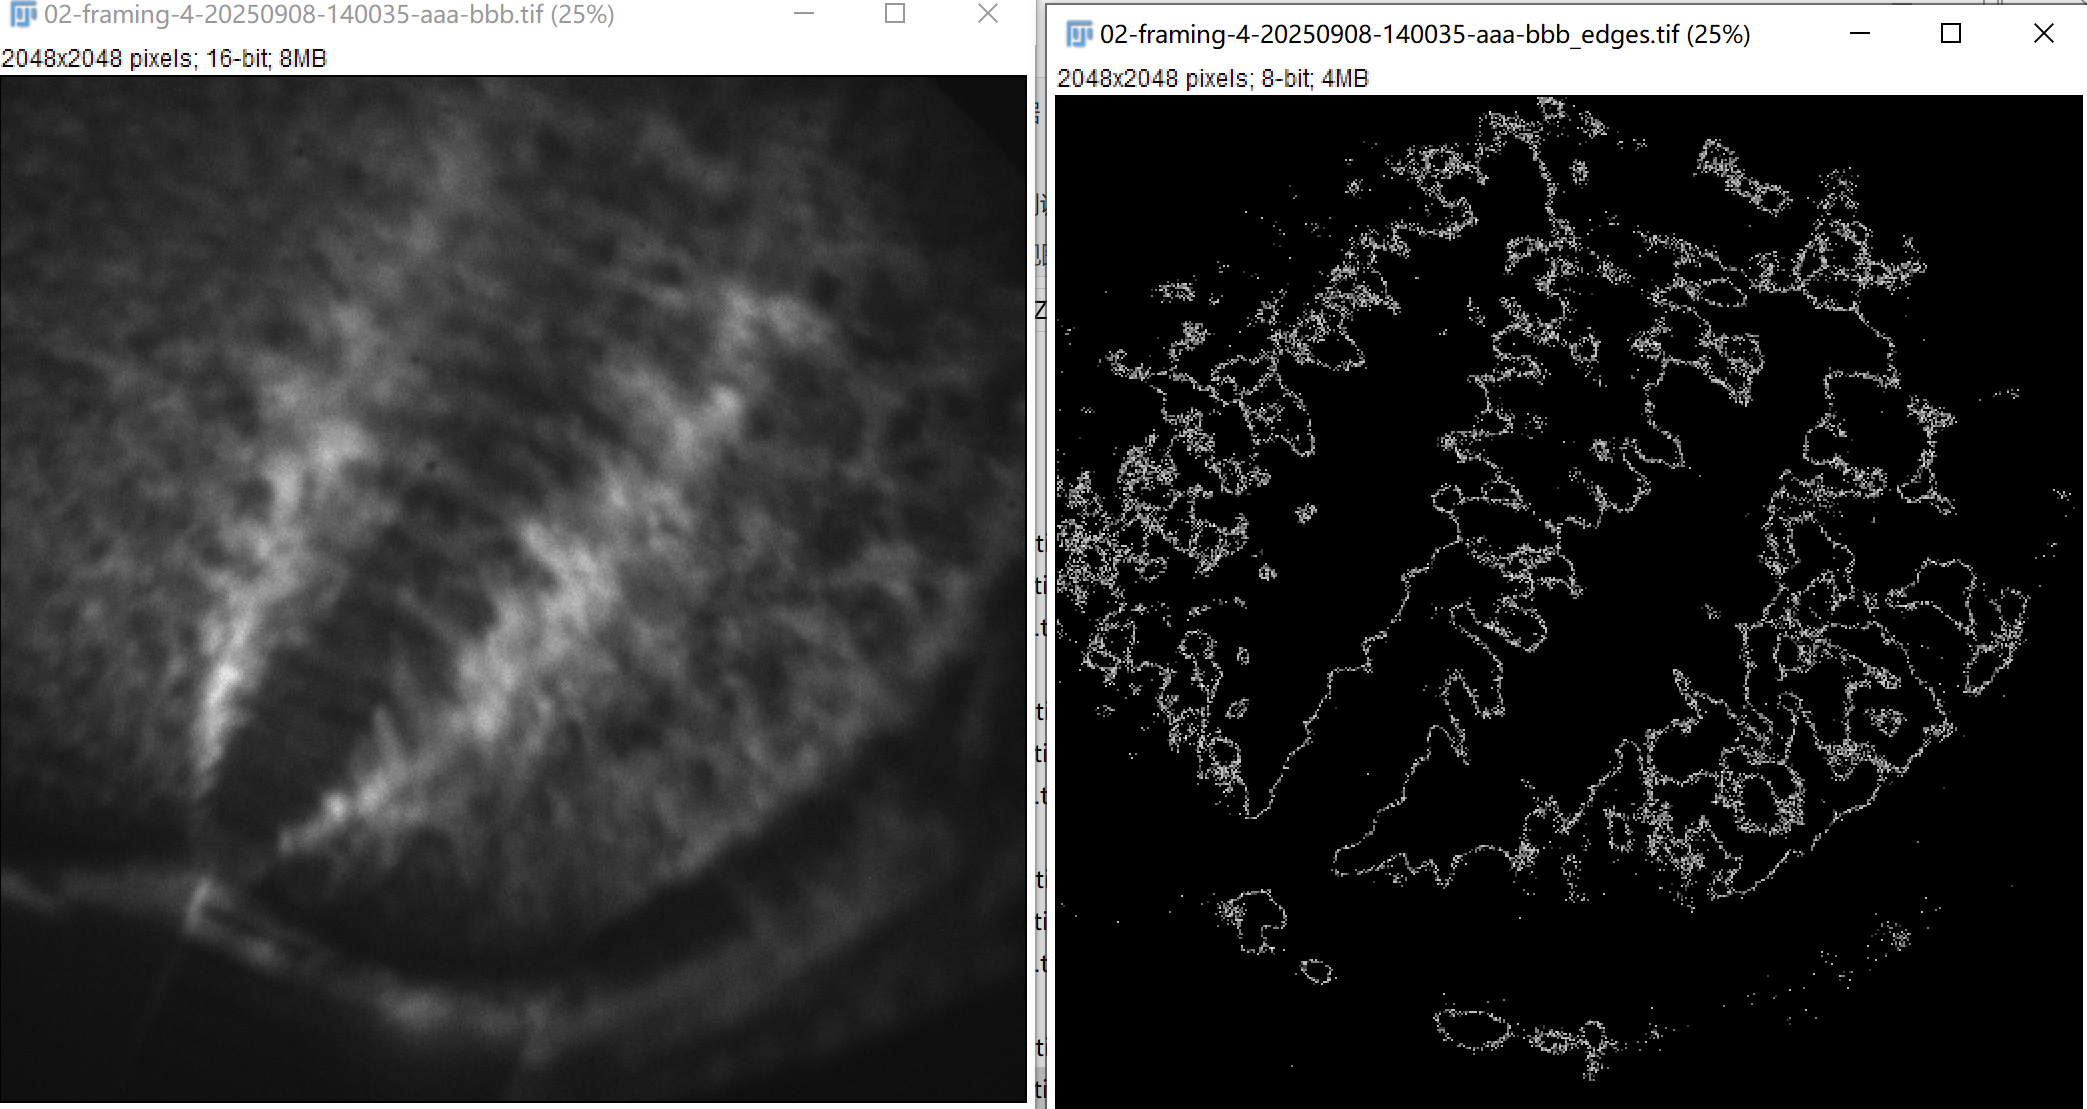 02-framing-4-20250908-140035-aaa-bbb.tif (25%)
2048x2048 pixels; 16-bit; 8MB
02-framing-4-20250908-140035-aaa-bbb_edges.tif (25%)
2048x2048 pixels; 8-bit; 4MB